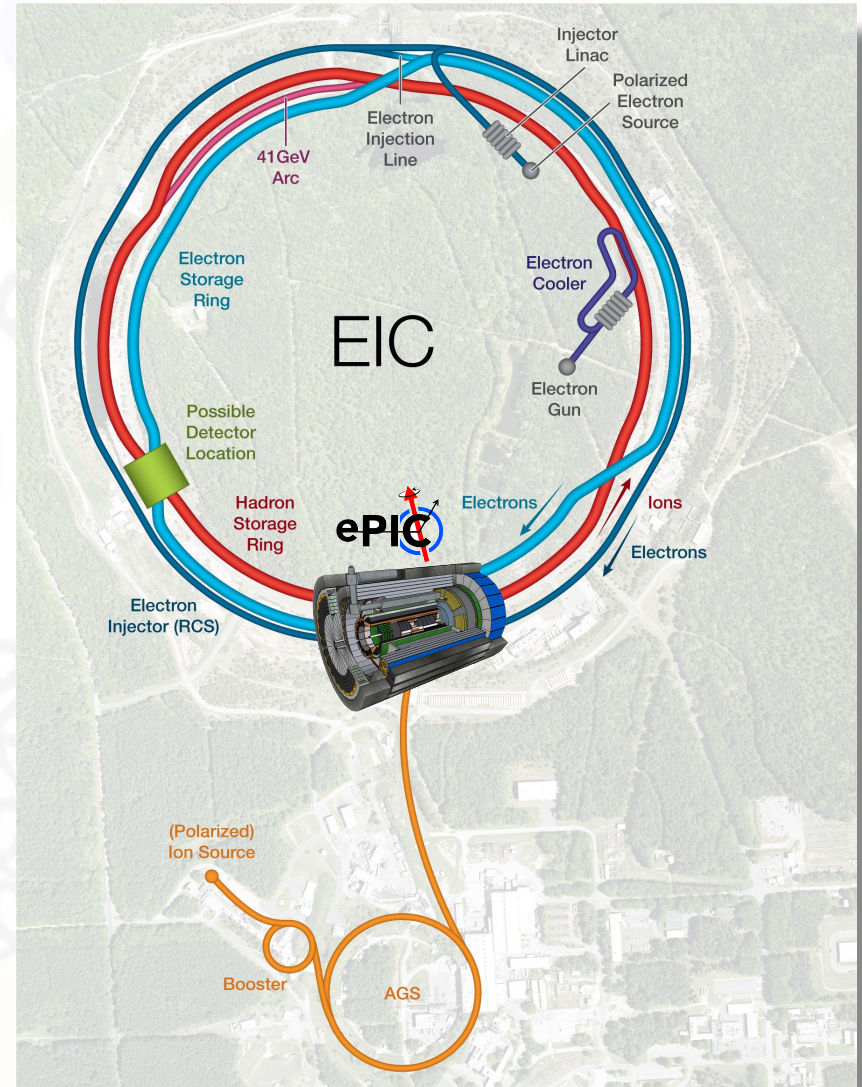 Injector
Linac
Polarized
Electron
Source
Electron
Injection
Line
41GeV
Arc
Electron
Storage
Ring
Electron
Cooler
EIC
Electron
Gun
Possible
Detector
Location
Hadron
Storage
Ring
ePIC
Electrons
Ions
Electrons
Electron
Injector (RCS)
(Polarized)
Ion Source
Booster
AGS